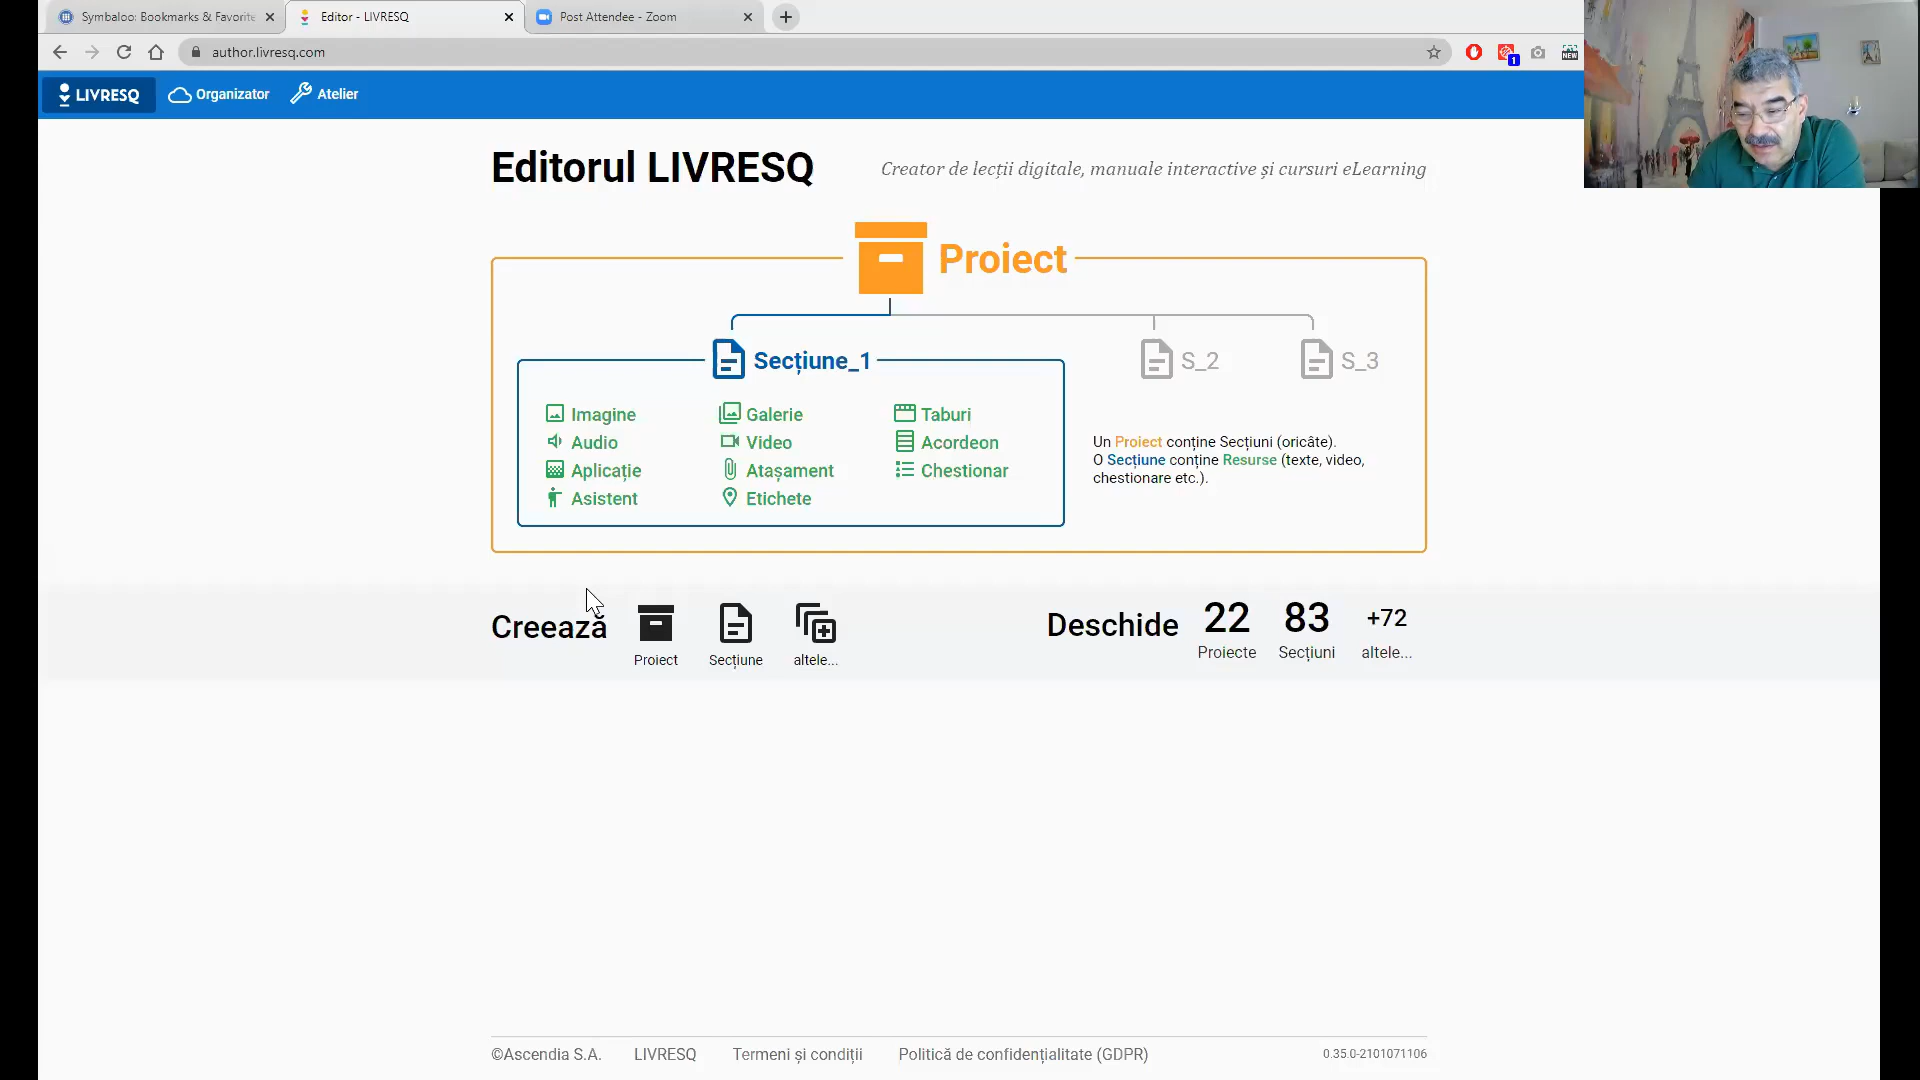 Symbaloo: Bookmarks & Favorite
Editor - LIVRESQ
Post Attendee - Zoom
author.livresq.com
1
NEW
LIVRESQ
Organizator
Atelier
Editorul LIVRESQ
Creator de lecții digitale, manuale interactive și cursuri eLearning
Proiect
Secțiune_1
S_2
S_3
Imagine
Galerie
Taburi
Audio
Video
Acordeon
Aplicație
Atașament
Chestionar
Asistent
Etichete
Un Proiect conține Secțiuni (oricâte).
O Secțiune conține Resurse (texte, video,
chestionare etc.).
Creează
Proiect
Secțiune
altele...
Deschide
22
Proiecte
83
Secțiuni
+72
altele...
©Ascendia S.A.
LIVRESQ
Termeni și condiții
Politică de confidențialitate (GDPR)
0.35.0-2101071106